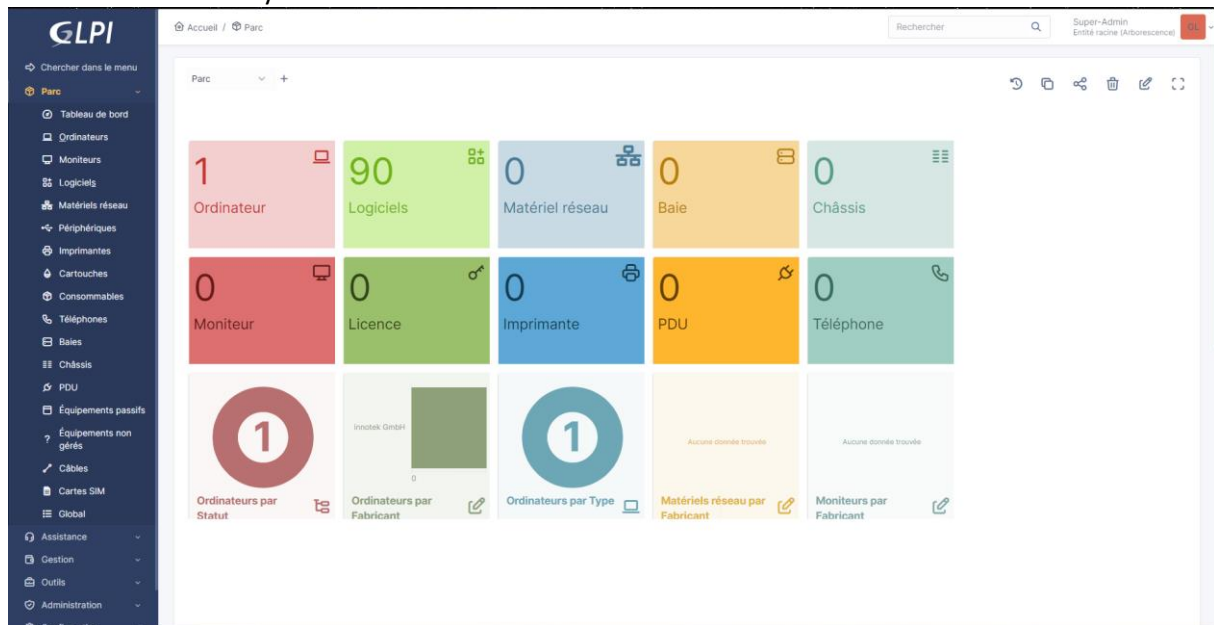 GLPI
Accueil / Parc
Rechercher
Super-Admin
Entité racine (Arborescence)
OL
Chercher dans le menu
Parc
Tableau de bord
Ordinateurs
Moniteurs
Logiciels
Matériels réseau
Périphériques
Imprimantes
Cartouches
Consommables
Téléphones
Baies
Châssis
PDU
Équipements passifs
Équipements non
gérés
Câbles
Cartes SIM
Global
Assistance
Gestion
Outils
Administration
Parc
1
Ordinateur
90
Logiciels
0
Matériel réseau
0
Baie
0
Châssis
0
Moniteur
0
Licence
0
Imprimante
0
PDU
0
Téléphone
1
Ordinateurs par
Statut
innotek GmbH
0
Ordinateurs par
Fabricant
1
Ordinateurs par Type
Aucune donnée trouvée
Matériels réseau par
Fabricant
Aucune donnée trouvée
Moniteurs par
Fabricant